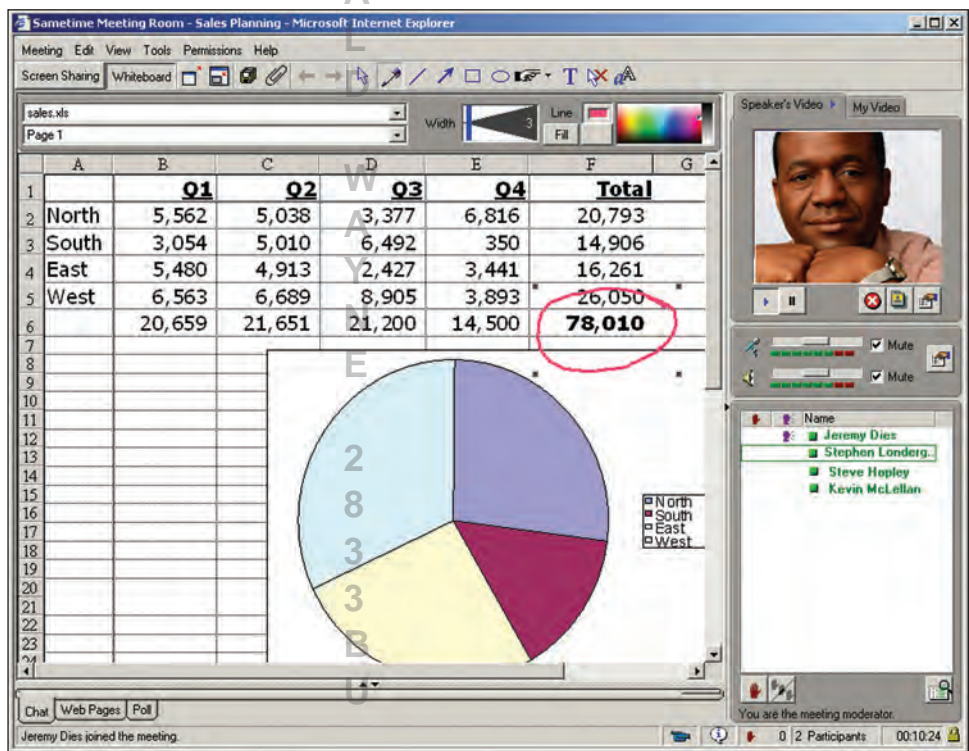 Sametime Meeting Room - Sales Planning - Microsoft Internet Explorer
Meeting Edit View Tools Permissions Help
Screen Sharing Whiteboard T aA
sales.xls
Page 1
Width 3 Line Fill
Speaker's Video My Video
A B C D E F G
1 Q1 Q2 Q3 Q4 Total
2 North 5,562 5,038 3,377 6,816 20,793
3 South 3,054 5,010 6,492 350 14,906
4 East 5,480 4,913 2,427 3,441 16,261
5 West 6,563 6,689 8,905 3,893 26,050
6 20,659 21,651 21,200 14,500 78,010
7
8
9
10
11
12
13
14
15
16
17
18
19
20
21
22
23
24
North
South
East
West
Mute
Mute
Name
Jeremy Dies
Stephen Londerg..
Steve Hopley
Kevin McLellan
You are the meeting moderator.
Chat Web Pages Poll
Jeremy Dies joined the meeting.
0 2 Participants 00:10:24
L
D
W
A
Y
N
E
2
8
3
3
B
U